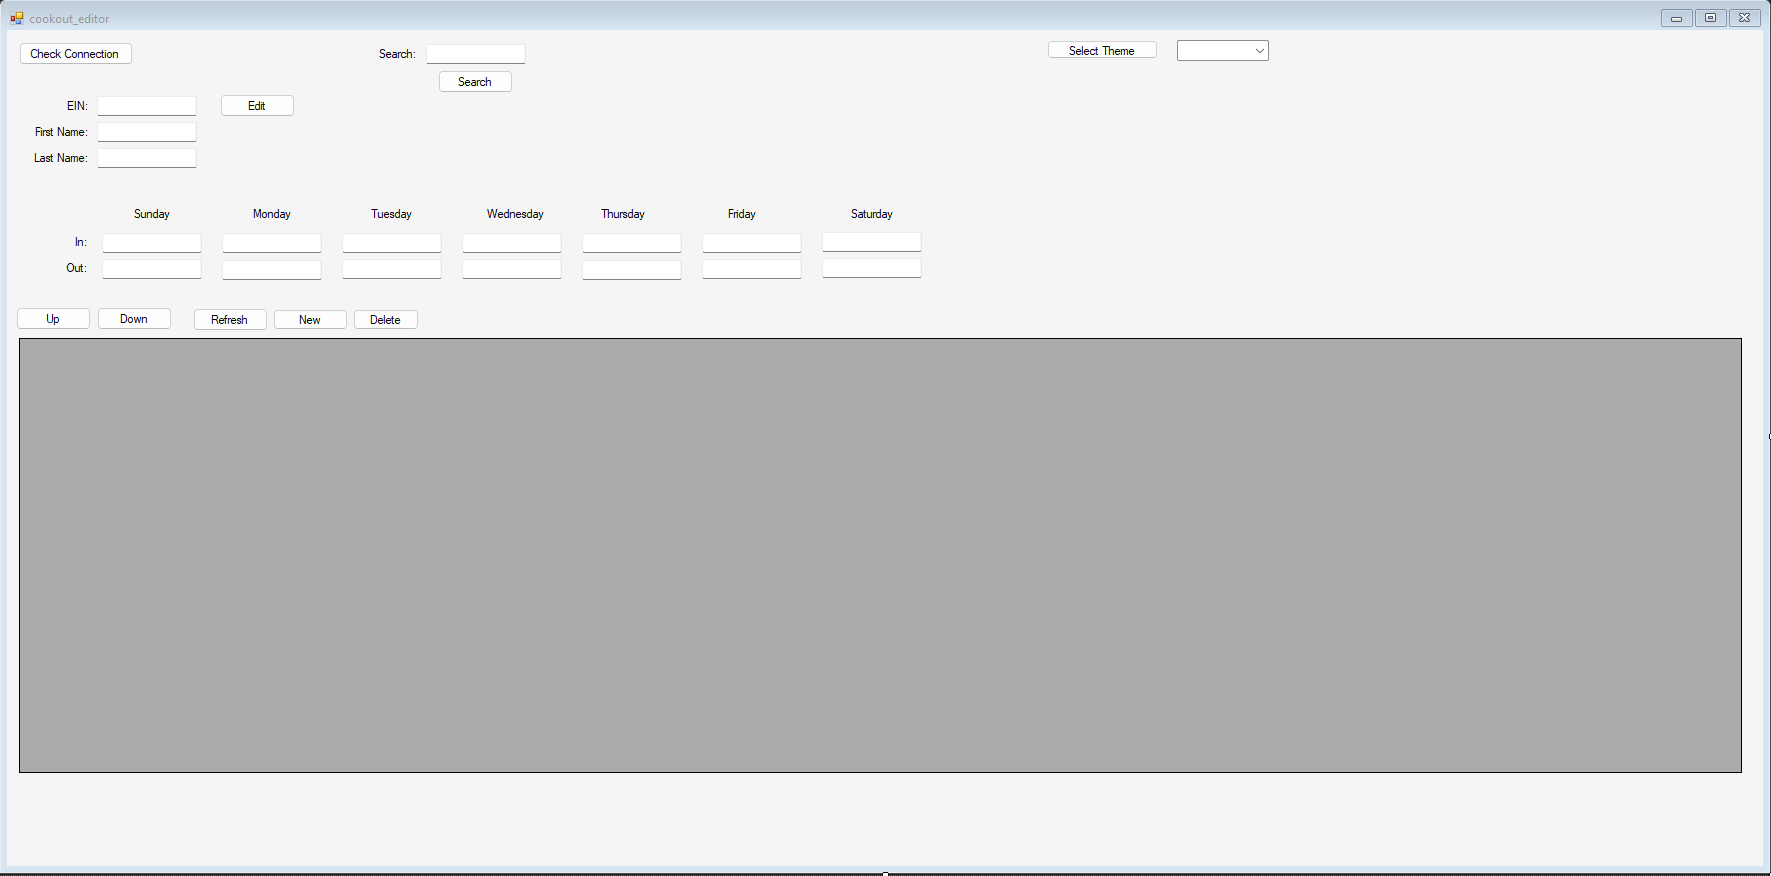 cookout_editor
Check Connection
Search:
Select Theme
Search
EIN:
Edit
First Name:
Last Name:
Sunday Monday Tuesday Wednesday Thursday Friday Saturday
In:
Out:
Up Down Refresh New Delete